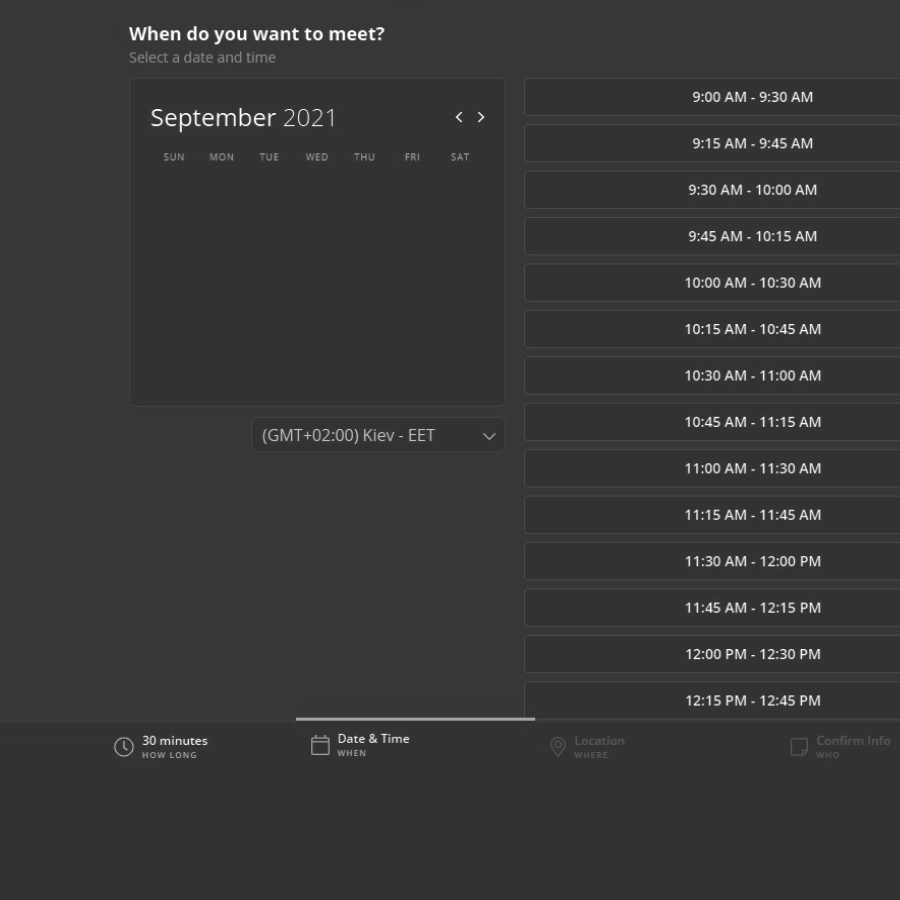 When do you want to meet?
Select a date and time
September 2021
SUN MON TUE WED THU FRI SAT
(GMT+02:00) Kiev - EET
9:00 AM - 9:30 AM
9:15 AM - 9:45 AM
9:30 AM - 10:00 AM
9:45 AM - 10:15 AM
10:00 AM - 10:30 AM
10:15 AM - 10:45 AM
10:30 AM - 11:00 AM
10:45 AM - 11:15 AM
11:00 AM - 11:30 AM
11:15 AM - 11:45 AM
11:30 AM - 12:00 PM
11:45 AM - 12:15 PM
12:00 PM - 12:30 PM
12:15 PM - 12:45 PM
30 minutes
HOW LONG
Date & Time
WHEN
Location
WHERE
Confirm Info
WHO